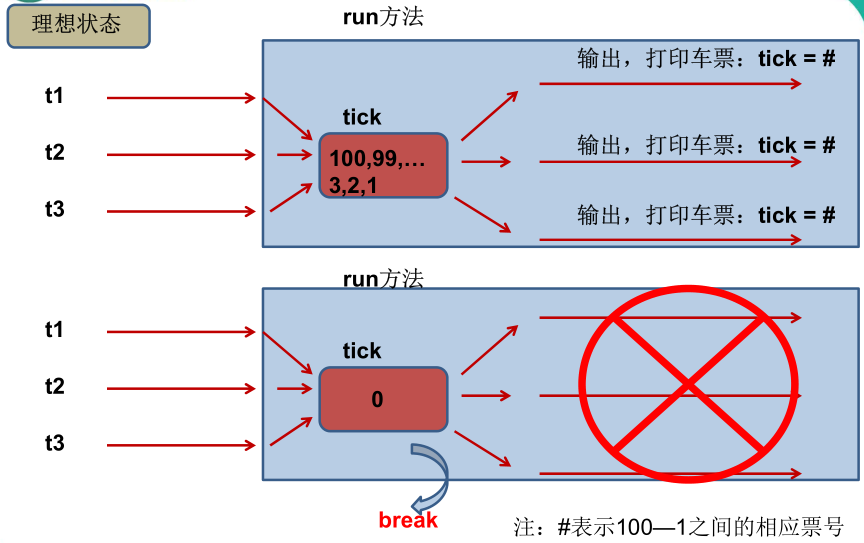 理想状态
run方法
输出，打印车票：tick = #
t1
tick
t2
100,99,…
3,2,1
输出，打印车票：tick = #
t3
输出，打印车票：tick = #
run方法
t1
tick
t2
0
t3
break
注：#表示100—1之间的相应票号